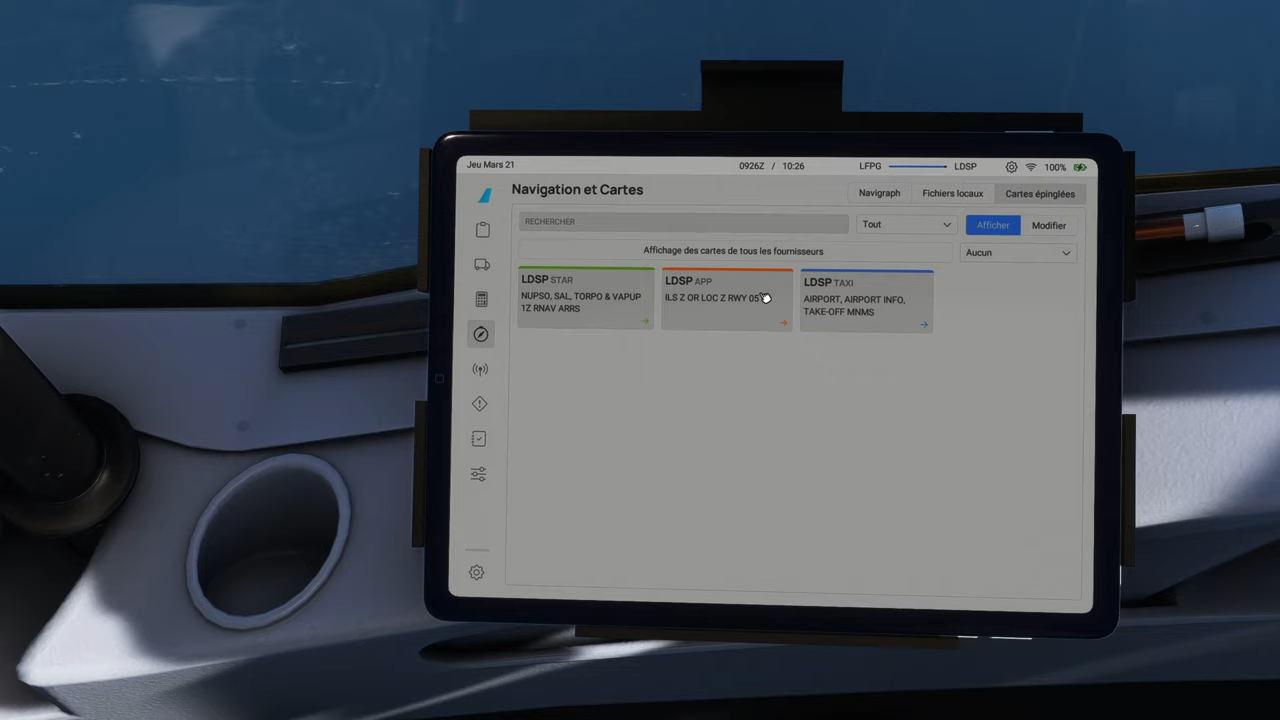 Jeu Mars 21
0926Z / 10:26
LFPG
LDSP
100%
Navigation et Cartes
Navigraph
Fichiers locaux
Cartes épinglées
RECHERCHER
Tout
Afficher
Modifier
Affichage des cartes de tous les fournisseurs
Aucun
LDSP STAR
NUPSO, SAL, TORPO & VAPUP
1Z RNAV ARRS
LDSP APP
ILS Z OR LOC Z RWY 05
LDSP TAXI
AIRPORT, AIRPORT INFO,
TAKE-OFF MNMS